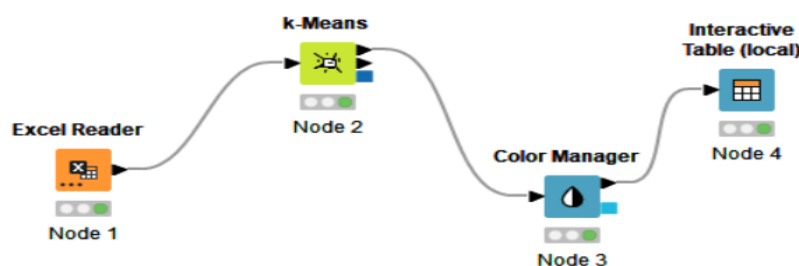 Excel Reader
Node 1
k-Means
Node 2
Color Manager
Node 3
Interactive
Table (local)
Node 4